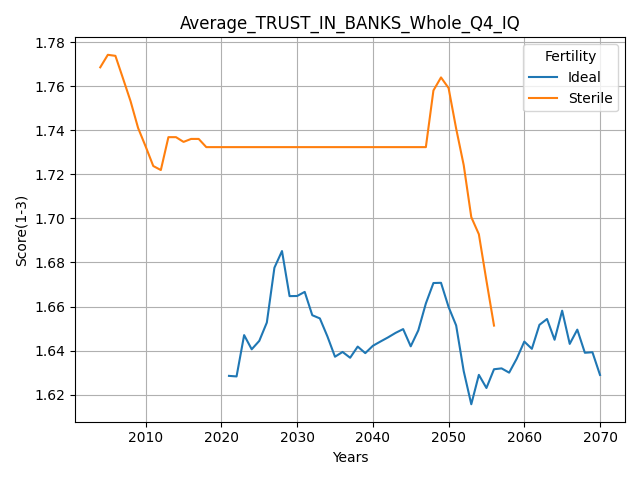 Average_TRUST_IN_BANKS_Whole_Q4_IQ
Fertility
Ideal
Sterile
Score(1-3)
1.78
1.76
1.74
1.72
1.70
1.68
1.66
1.64
1.62
2010 2020 2030 2040 2050 2060 2070
Years